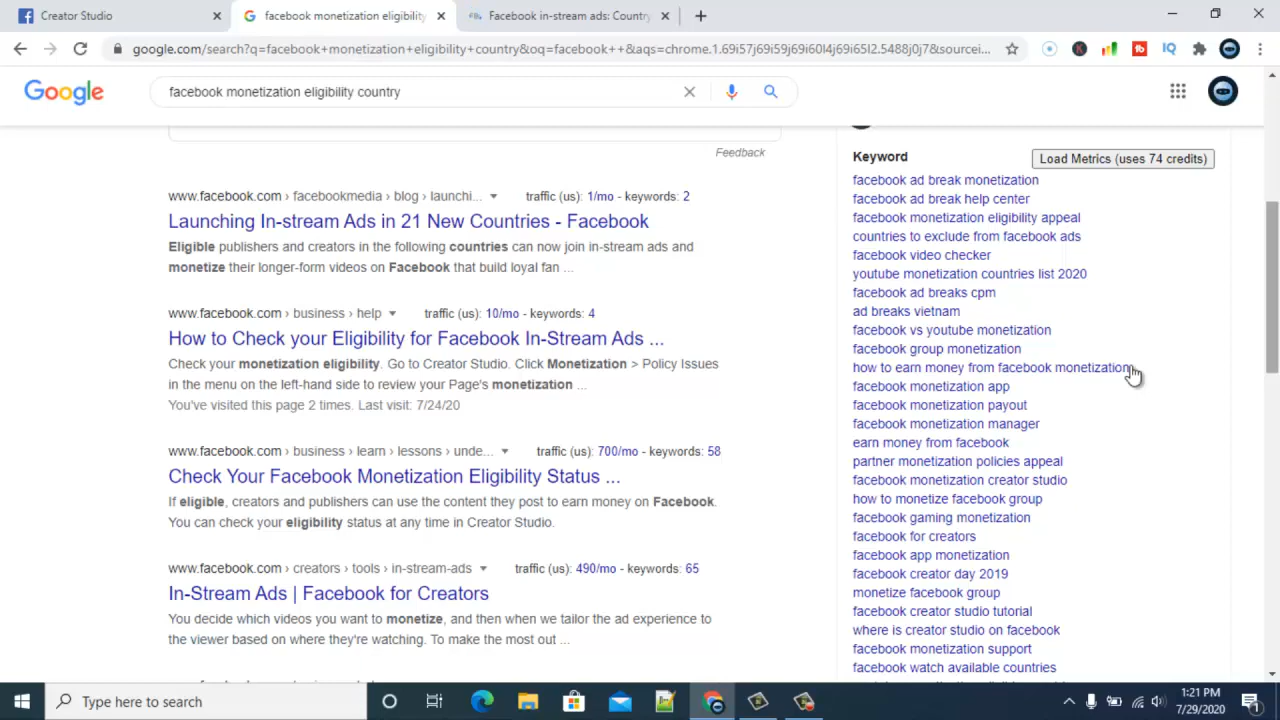 Creator Studio
facebook monetization eligibility
Facebook in-stream ads: Country
google.com/search?q=facebook+monetization+eligibility+country&oq=facebook++&aqs=chrome.1.69i57j69i59j69i60l4j69i65l2.5488j0j7&sourcei...
Google
facebook monetization eligibility country
Feedback
www.facebook.com › facebookmedia › blog › launchi... traffic (us): 1/mo - keywords: 2
Launching In-stream Ads in 21 New Countries - Facebook
Eligible publishers and creators in the following countries can now join in-stream ads and
monetize their longer-form videos on Facebook that build loyal fan ...
www.facebook.com › business › help traffic (us): 10/mo - keywords: 4
How to Check your Eligibility for Facebook In-Stream Ads ...
Check your monetization eligibility. Go to Creator Studio. Click Monetization > Policy Issues
in the menu on the left-hand side to review your Page's monetization ...
You've visited this page 2 times. Last visit: 7/24/20
www.facebook.com › business › learn › lessons › unde... traffic (us): 700/mo - keywords: 58
Check Your Facebook Monetization Eligibility Status ...
If eligible, creators and publishers can use the content they post to earn money on Facebook.
You can check your eligibility status at any time in Creator Studio.
www.facebook.com › creators › tools › in-stream-ads traffic (us): 490/mo - keywords: 65
In-Stream Ads | Facebook for Creators
You decide which videos you want to monetize, and then when we tailor the ad experience to
the viewer based on where they're watching. To make the most out ...
Keyword
Load Metrics (uses 74 credits)
facebook ad break monetization
facebook ad break help center
facebook monetization eligibility appeal
countries to exclude from facebook ads
facebook video checker
youtube monetization countries list 2020
facebook ad breaks cpm
ad breaks vietnam
facebook vs youtube monetization
facebook group monetization
how to earn money from facebook monetization
facebook monetization app
facebook monetization payout
facebook monetization manager
earn money from facebook
partner monetization policies appeal
facebook monetization creator studio
how to monetize facebook group
facebook gaming monetization
facebook for creators
facebook app monetization
facebook creator day 2019
monetize facebook group
facebook creator studio tutorial
where is creator studio on facebook
facebook monetization support
facebook watch available countries
Type here to search
1:21 PM
7/29/2020